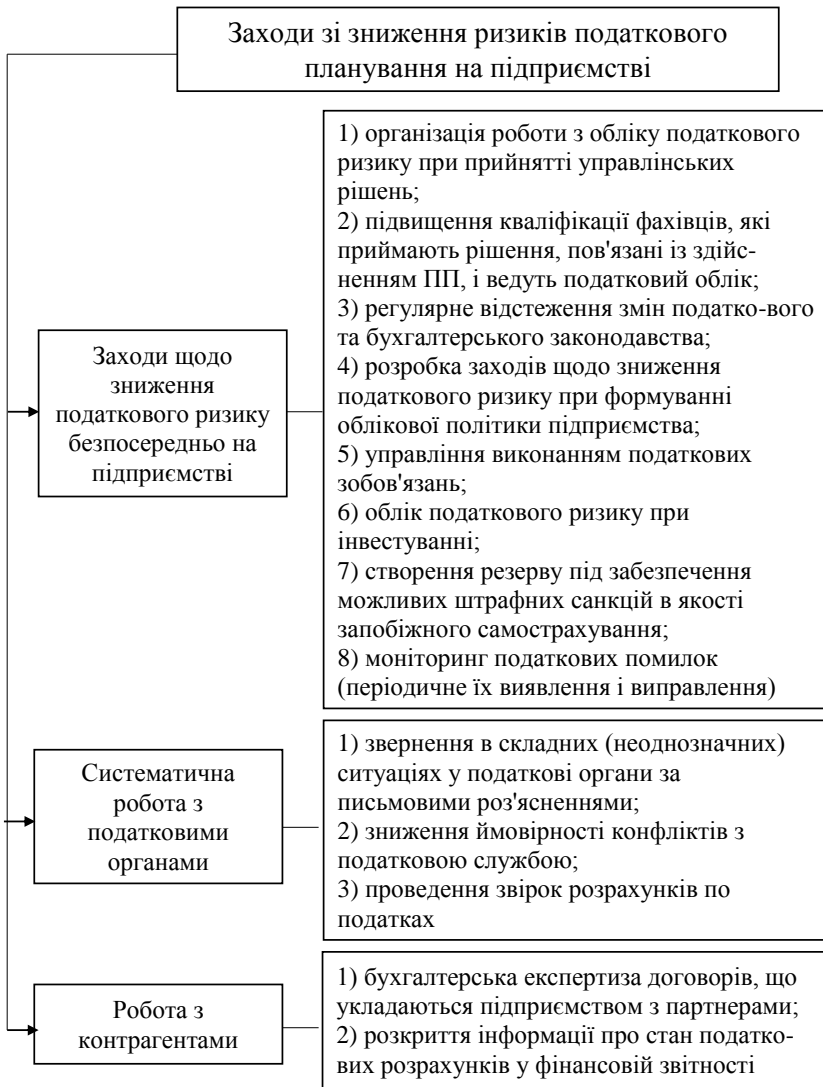 Заходи зі зниження ризиків податкового
планування на підприємстві
Заходи щодо
зниження
податкового ризику
безпосередньо на
підприємстві
1) організація роботи з обліку податкового
ризику при прийнятті управлінських
рішень;
2) підвищення кваліфікації фахівців, які
приймають рішення, пов'язані із здійс-
ненням ПП, і ведуть податковий облік;
3) регулярне відстеження змін податко-вого
та бухгалтерського законодавства;
4) розробка заходів щодо зниження
податкового ризику при формуванні
облікової політики підприємства;
5) управління виконанням податкових
зобов'язань;
6) облік податкового ризику при
інвестуванні;
7) створення резерву під забезпечення
можливих штрафних санкцій в якості
запобіжного самострахування;
8) моніторинг податкових помилок
(періодичне їх виявлення і виправлення)
Систематична
робота з
податковими
органами
1) звернення в складних (неоднозначних)
ситуаціях у податкові органи за
письмовими роз'ясненнями;
2) зниження ймовірності конфліктів з
податковою службою;
3) проведення звірок розрахунків по
податках
Робота з
контрагентами
1) бухгалтерська експертиза договорів, що
укладаються підприємством з партнерами;
2) розкриття інформації про стан податко-
вих розрахунків у фінансовій звітності